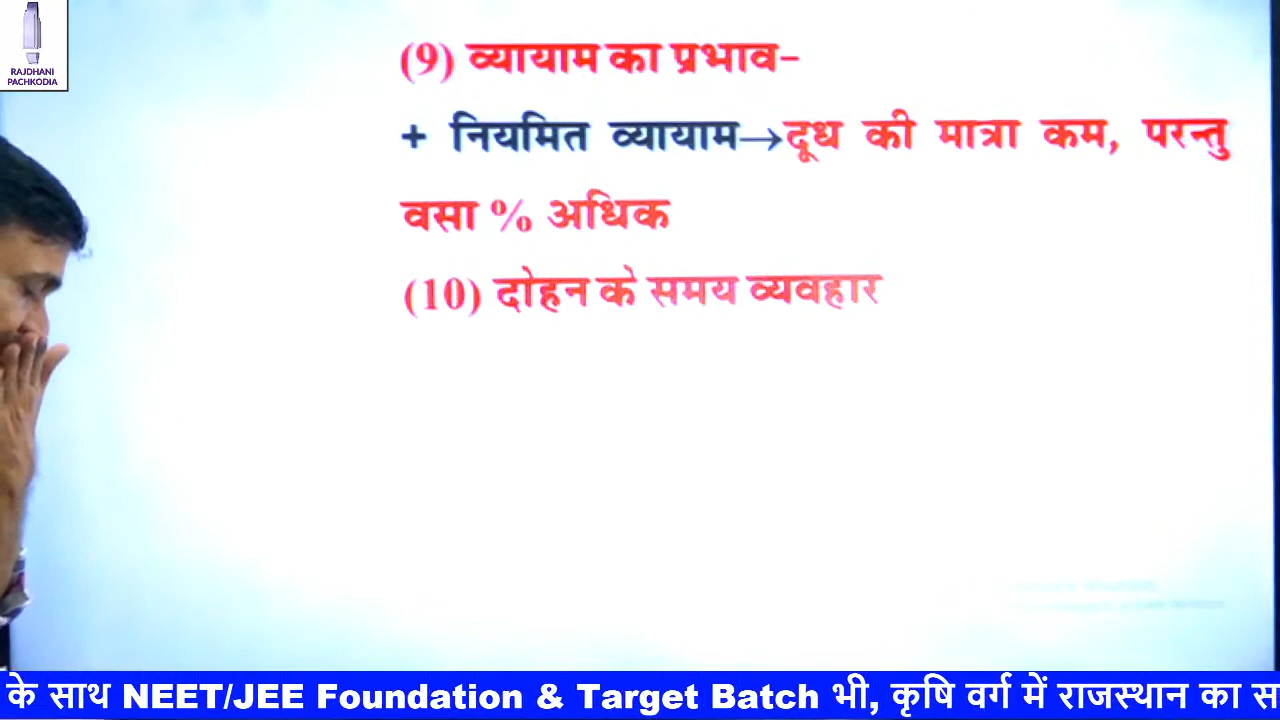 RAJDHANI
PACHKODIA
(9) व्यायाम का प्रभाव–
+ नियमित व्यायाम→दूध की मात्रा कम, परन्तु
वसा % अधिक
(10) दोहन के समय व्यवहार
के साथ NEET/JEE Foundation & Target Batch भी, कृषि वर्ग में राजस्थान का स